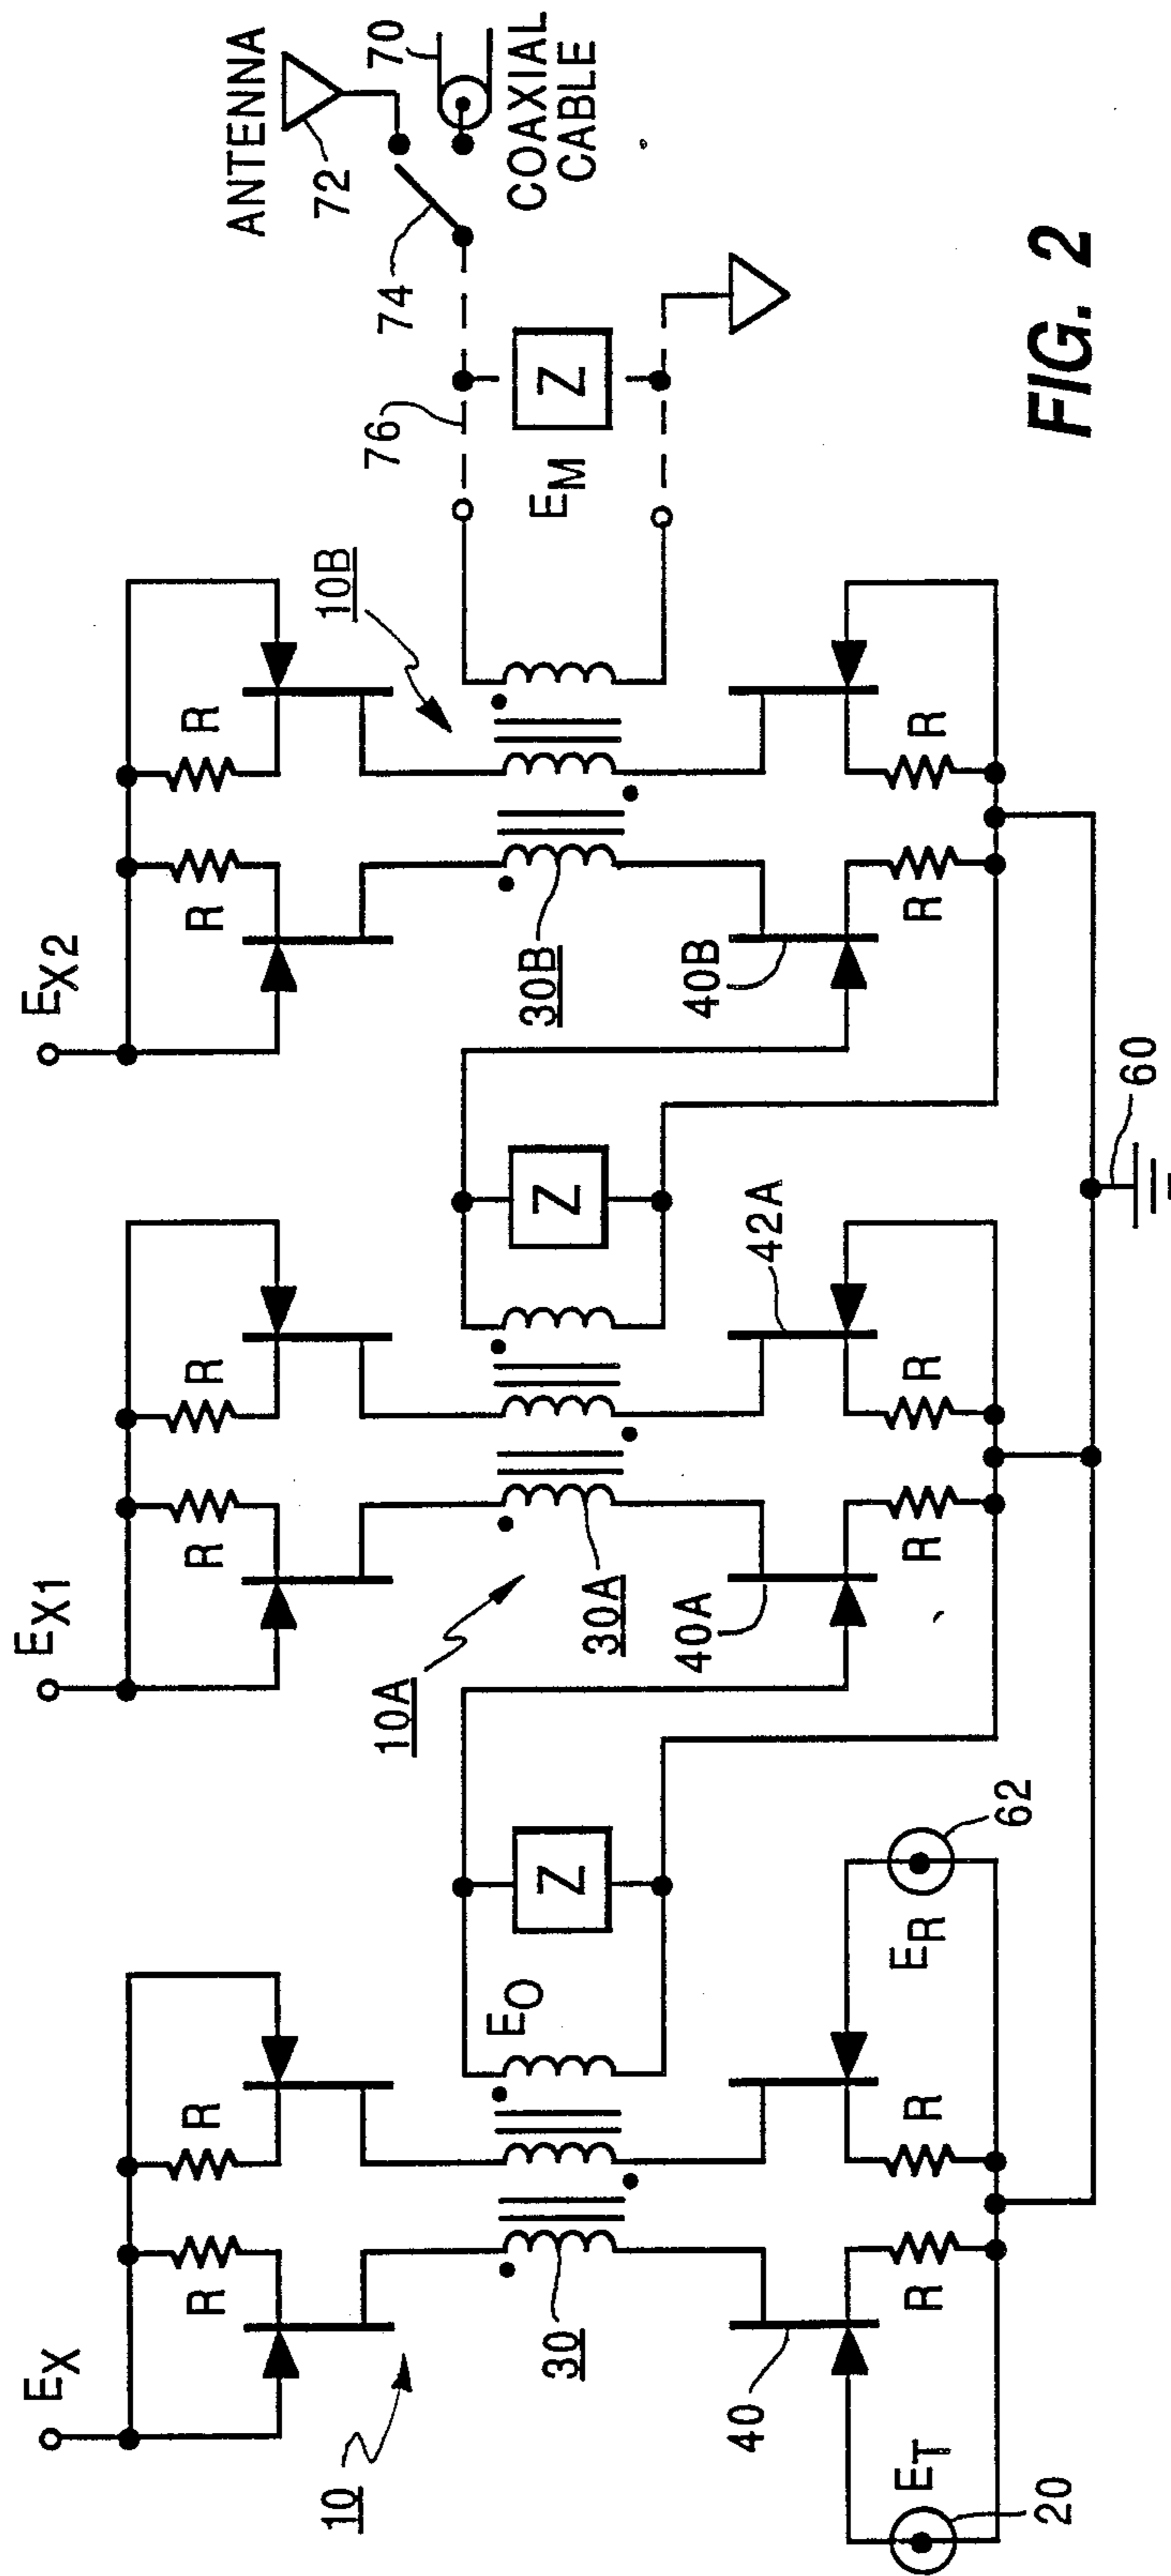 E_X
E_X1
E_X2
R
R
R
R
R
R
10
30
E_O
Z
10A
30A
Z
10B
30B
E_M
Z
76
74
72
ANTENNA
70
COAXIAL
CABLE
40
R
R
40A
R
R
42A
40B
R
R
E_T
20
E_R
62
60
FIG. 2